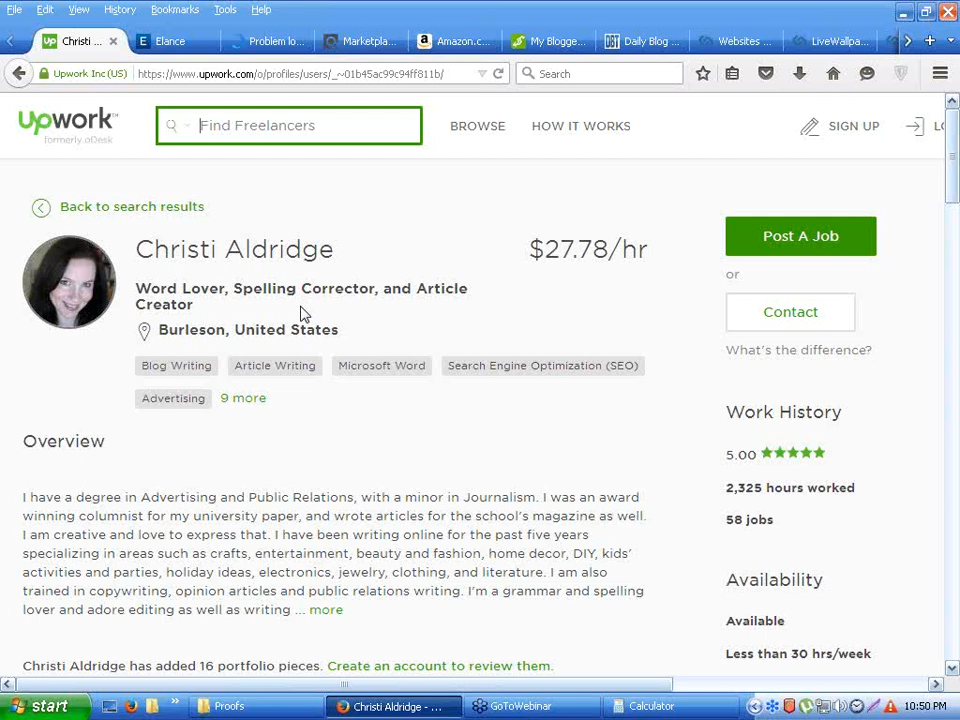 File Edit View History Bookmarks Tools Help
Christi ... Elance Problem lo... Marketpla... Amazon.c... My Blogge... Daily Blog ... Websites ... LiveWallpa...
Upwork Inc (US) https://www.upwork.com/o/profiles/users/_~01b45ac99c94ff811b/ Search
upwork™
formerly oDesk
Find Freelancers BROWSE HOW IT WORKS SIGN UP LO
Back to search results
Christi Aldridge $27.78/hr
Word Lover, Spelling Corrector, and Article
Creator
Burleson, United States
Blog Writing Article Writing Microsoft Word Search Engine Optimization (SEO)
Advertising 9 more
Overview
I have a degree in Advertising and Public Relations, with a minor in Journalism. I was an award
winning columnist for my university paper, and wrote articles for the school's magazine as well.
I am creative and love to express that. I have been writing online for the past five years
specializing in areas such as crafts, entertainment, beauty and fashion, home decor, DIY, kids'
activities and parties, holiday ideas, electronics, jewelry, clothing, and literature. I am also
trained in copywriting, opinion articles and public relations writing. I'm a grammar and spelling
lover and adore editing as well as writing ... more
Christi Aldridge has added 16 portfolio pieces. Create an account to review them.
Post A Job
or
Contact
What's the difference?
Work History
5.00
2,325 hours worked
58 jobs
Availability
Available
Less than 30 hrs/week
start Proofs Christi Aldridge - ... GoToWebinar Calculator 10:50 PM